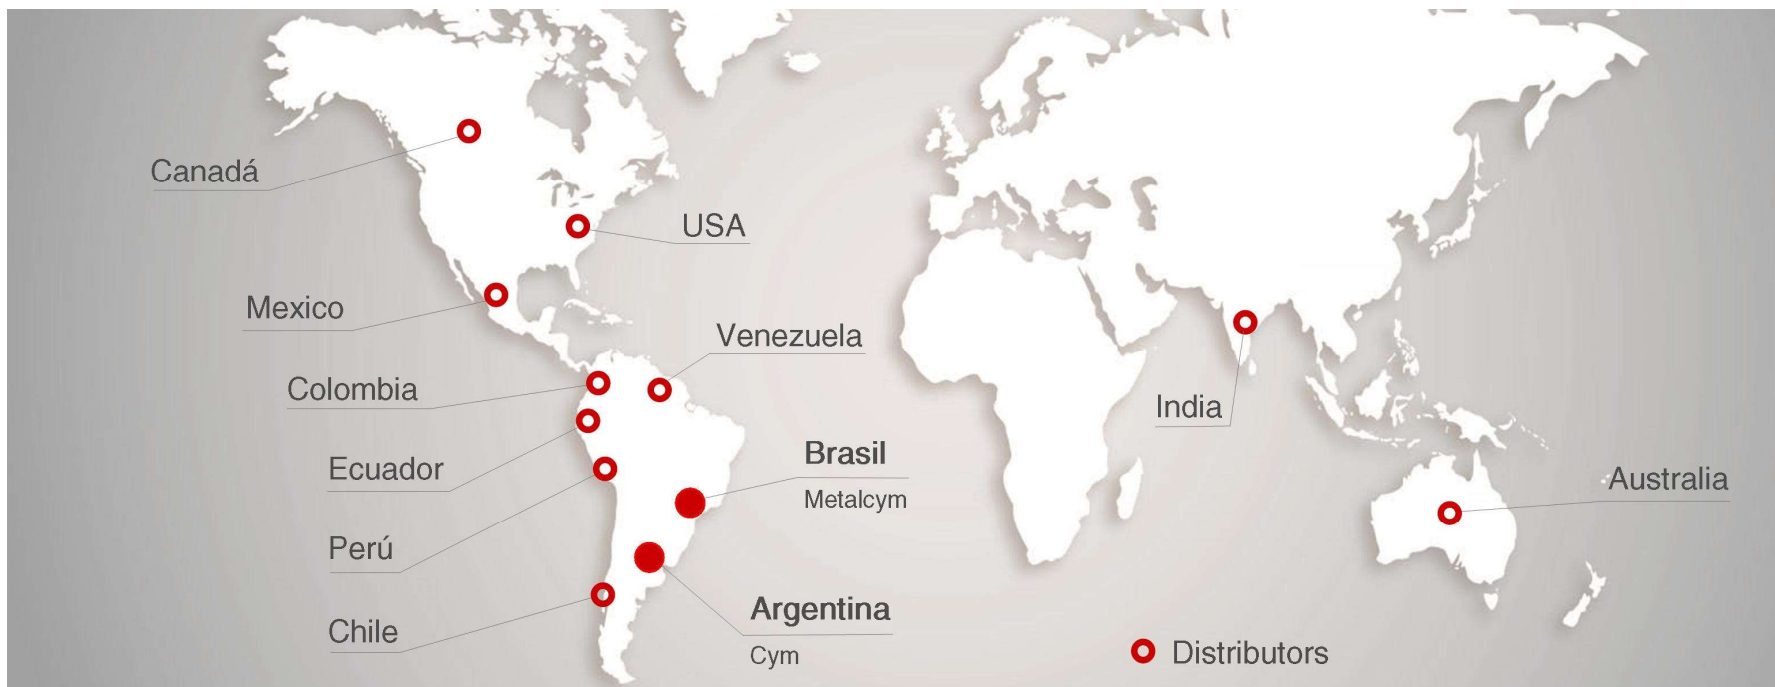 Canadá
USA
Mexico
Venezuela
Colombia
India
Brasil
Metalcym
Ecuador
Australia
Perú
Argentina
Cym
Chile
Distributors